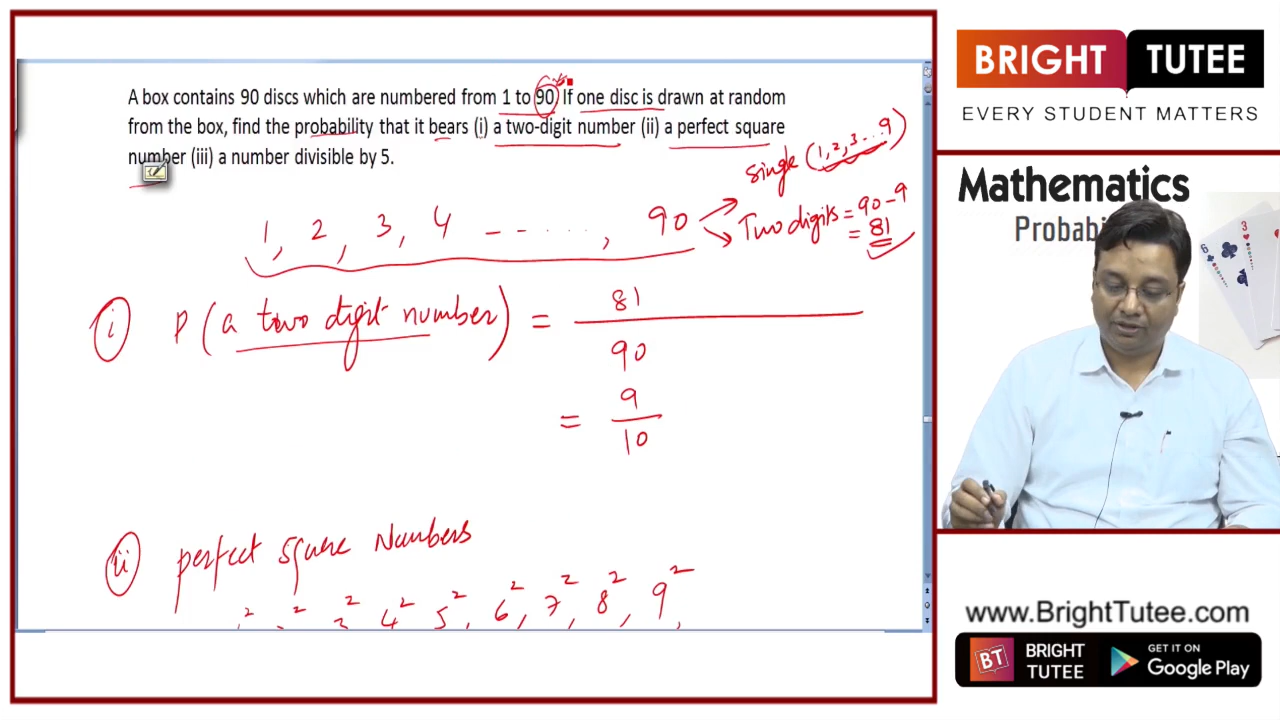 A box contains 90 discs which are numbered from 1 to 90. If one disc is drawn at random
from the box, find the probability that it bears (i) a two-digit number (ii) a perfect square
number (iii) a number divisible by 5.
single (1, 2, 3 ... 9)
1, 2, 3, 4 ------, 90
Two digits = 90 - 9
= 81
i P (a two digit number) = 81
90
= 9
10
ii perfect square Numbers
1², 2², 3², 4², 5², 6², 7², 8², 9²,
BRIGHT TUTEE
EVERY STUDENT MATTERS
Mathematics
www.BrightTutee.com
BT BRIGHT
TUTEE
GET IT ON
Google Play